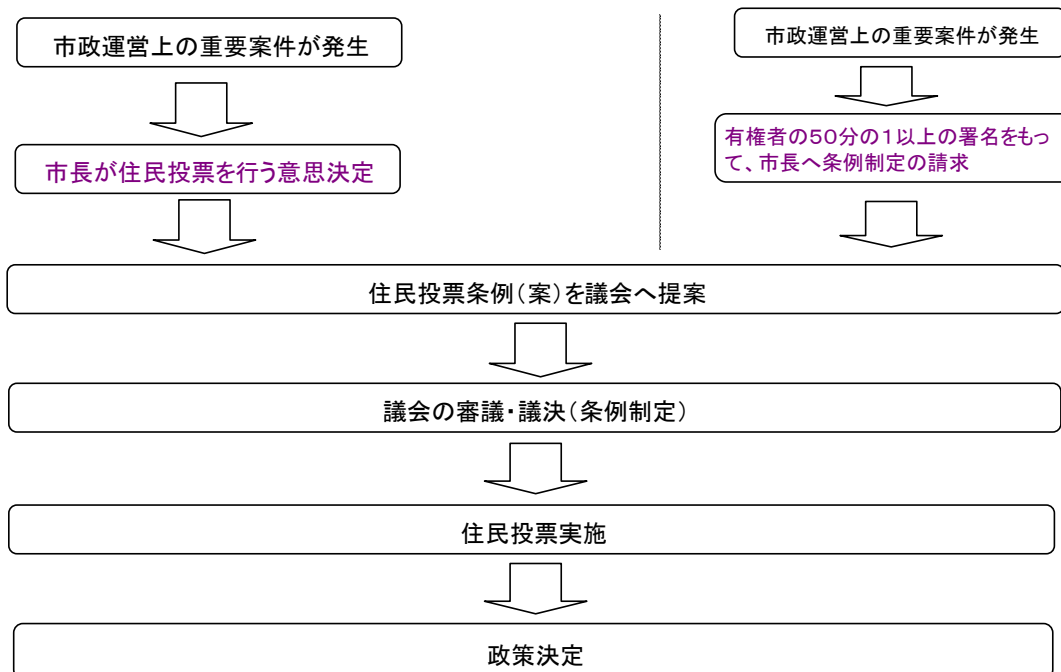 市政運営上の重要案件が発生
市長が住民投票を行う意思決定
市政運営上の重要案件が発生
有権者の50分の1以上の署名をもっ
て、市長へ条例制定の請求
住民投票条例(案)を議会へ提案
議会の審議・議決(条例制定)
住民投票実施
政策決定